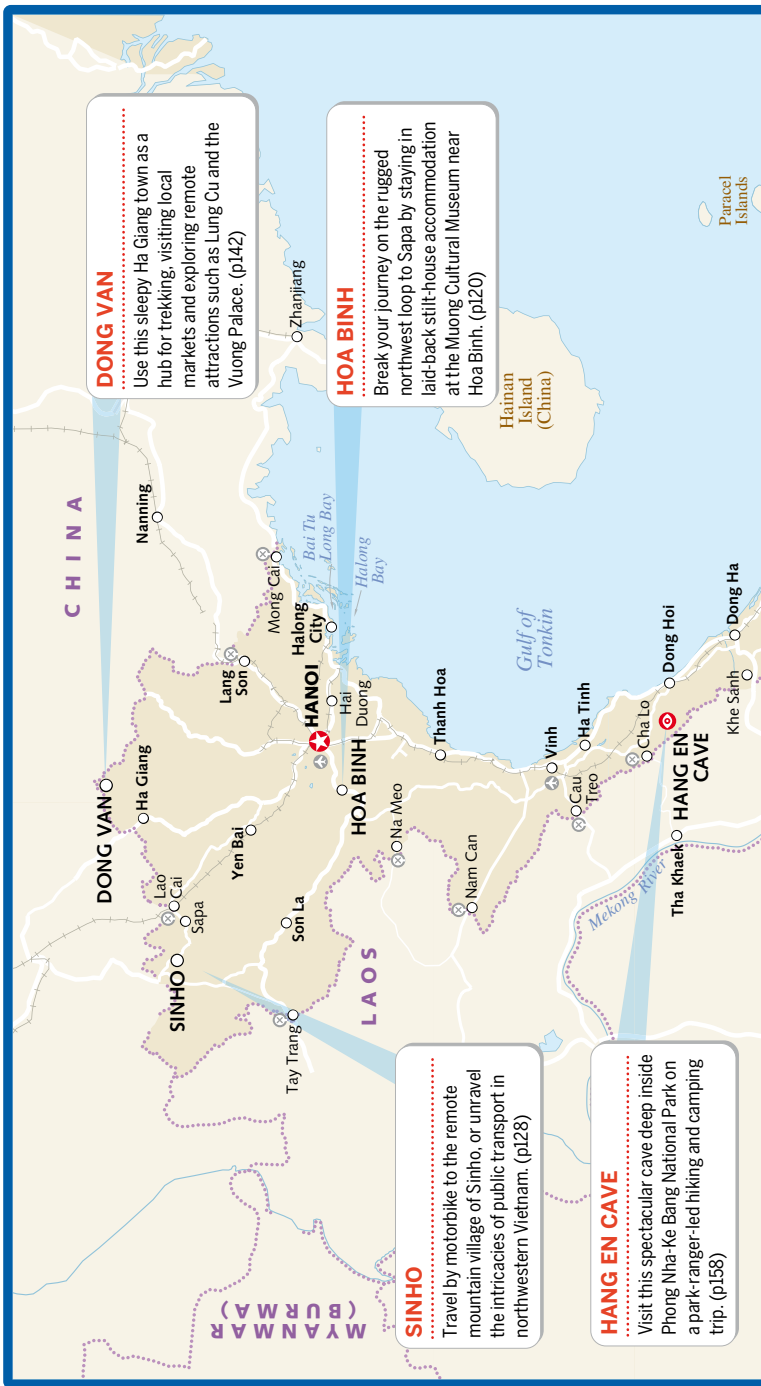 DONG VAN
Use this sleepy Ha Giang town as a
hub for trekking, visiting local
markets and exploring remote
attractions such as Lung Cu and the
Vuong Palace. (p142)
HOA BINH
Break your journey on the rugged
northwest loop to Sapa by staying in
laid-back stilt-house accommodation
at the Muong Cultural Museum near
Hoa Binh. (p120)
SINHO
Travel by motorbike to the remote
mountain village of Sinho, or unravel
the intricacies of public transport in
northwestern Vietnam. (p128)
HANG EN CAVE
Visit this spectacular cave deep inside
Phong Nha-Ke Bang National Park on
a park-ranger-led hiking and camping
trip. (p158)
CHINA
Nanning
Zhanjiang
DONG VAN
Ha Giang
Lao
Cai
Sapa
SINHO
Yen Bai
Lang
Son
Mong Cai
Bai Tu
Long Bay
Halong
Bay
Halong
City
HANOI
Hai
Duong
HOA BINH
Son La
Tay Trang
LAOS
MYANMAR
(BURMA)
Na Meo
Thanh Hoa
Nam Can
Vinh
Ha Tinh
Cau
Treo
Cha Lo
Gulf of
Tonkin
Hainan
Island
(China)
Paracel
Islands
Dong Hoi
Dong Ha
Khe Sanh
HANG EN
CAVE
Tha Khaek
Mekong River